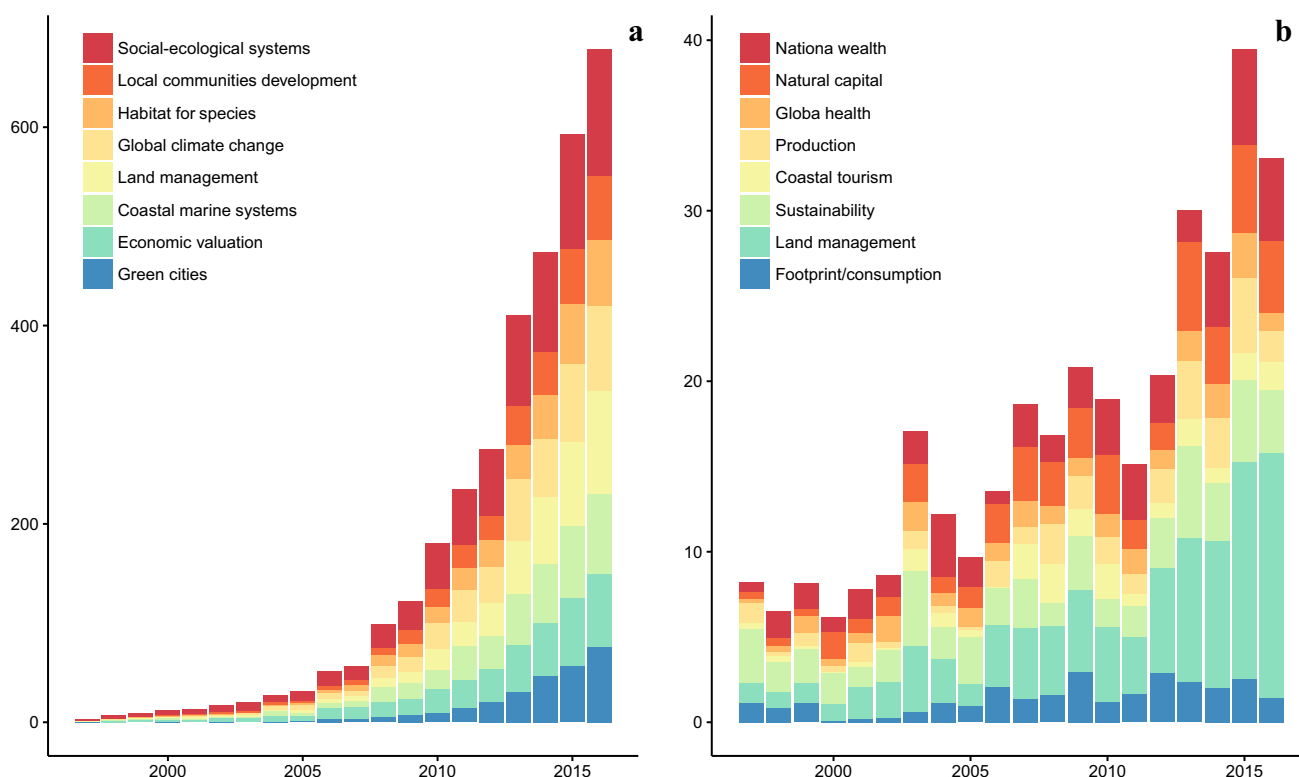 a
Social-ecological systems
Local communities development
Habitat for species
Global climate change
Land management
Coastal marine systems
Economic valuation
Green cities
600
400
200
0
2000
2005
2010
2015
b
Nationa wealth
Natural capital
Globa health
Production
Coastal tourism
Sustainability
Land management
Footprint/consumption
40
30
20
10
0
2000
2005
2010
2015